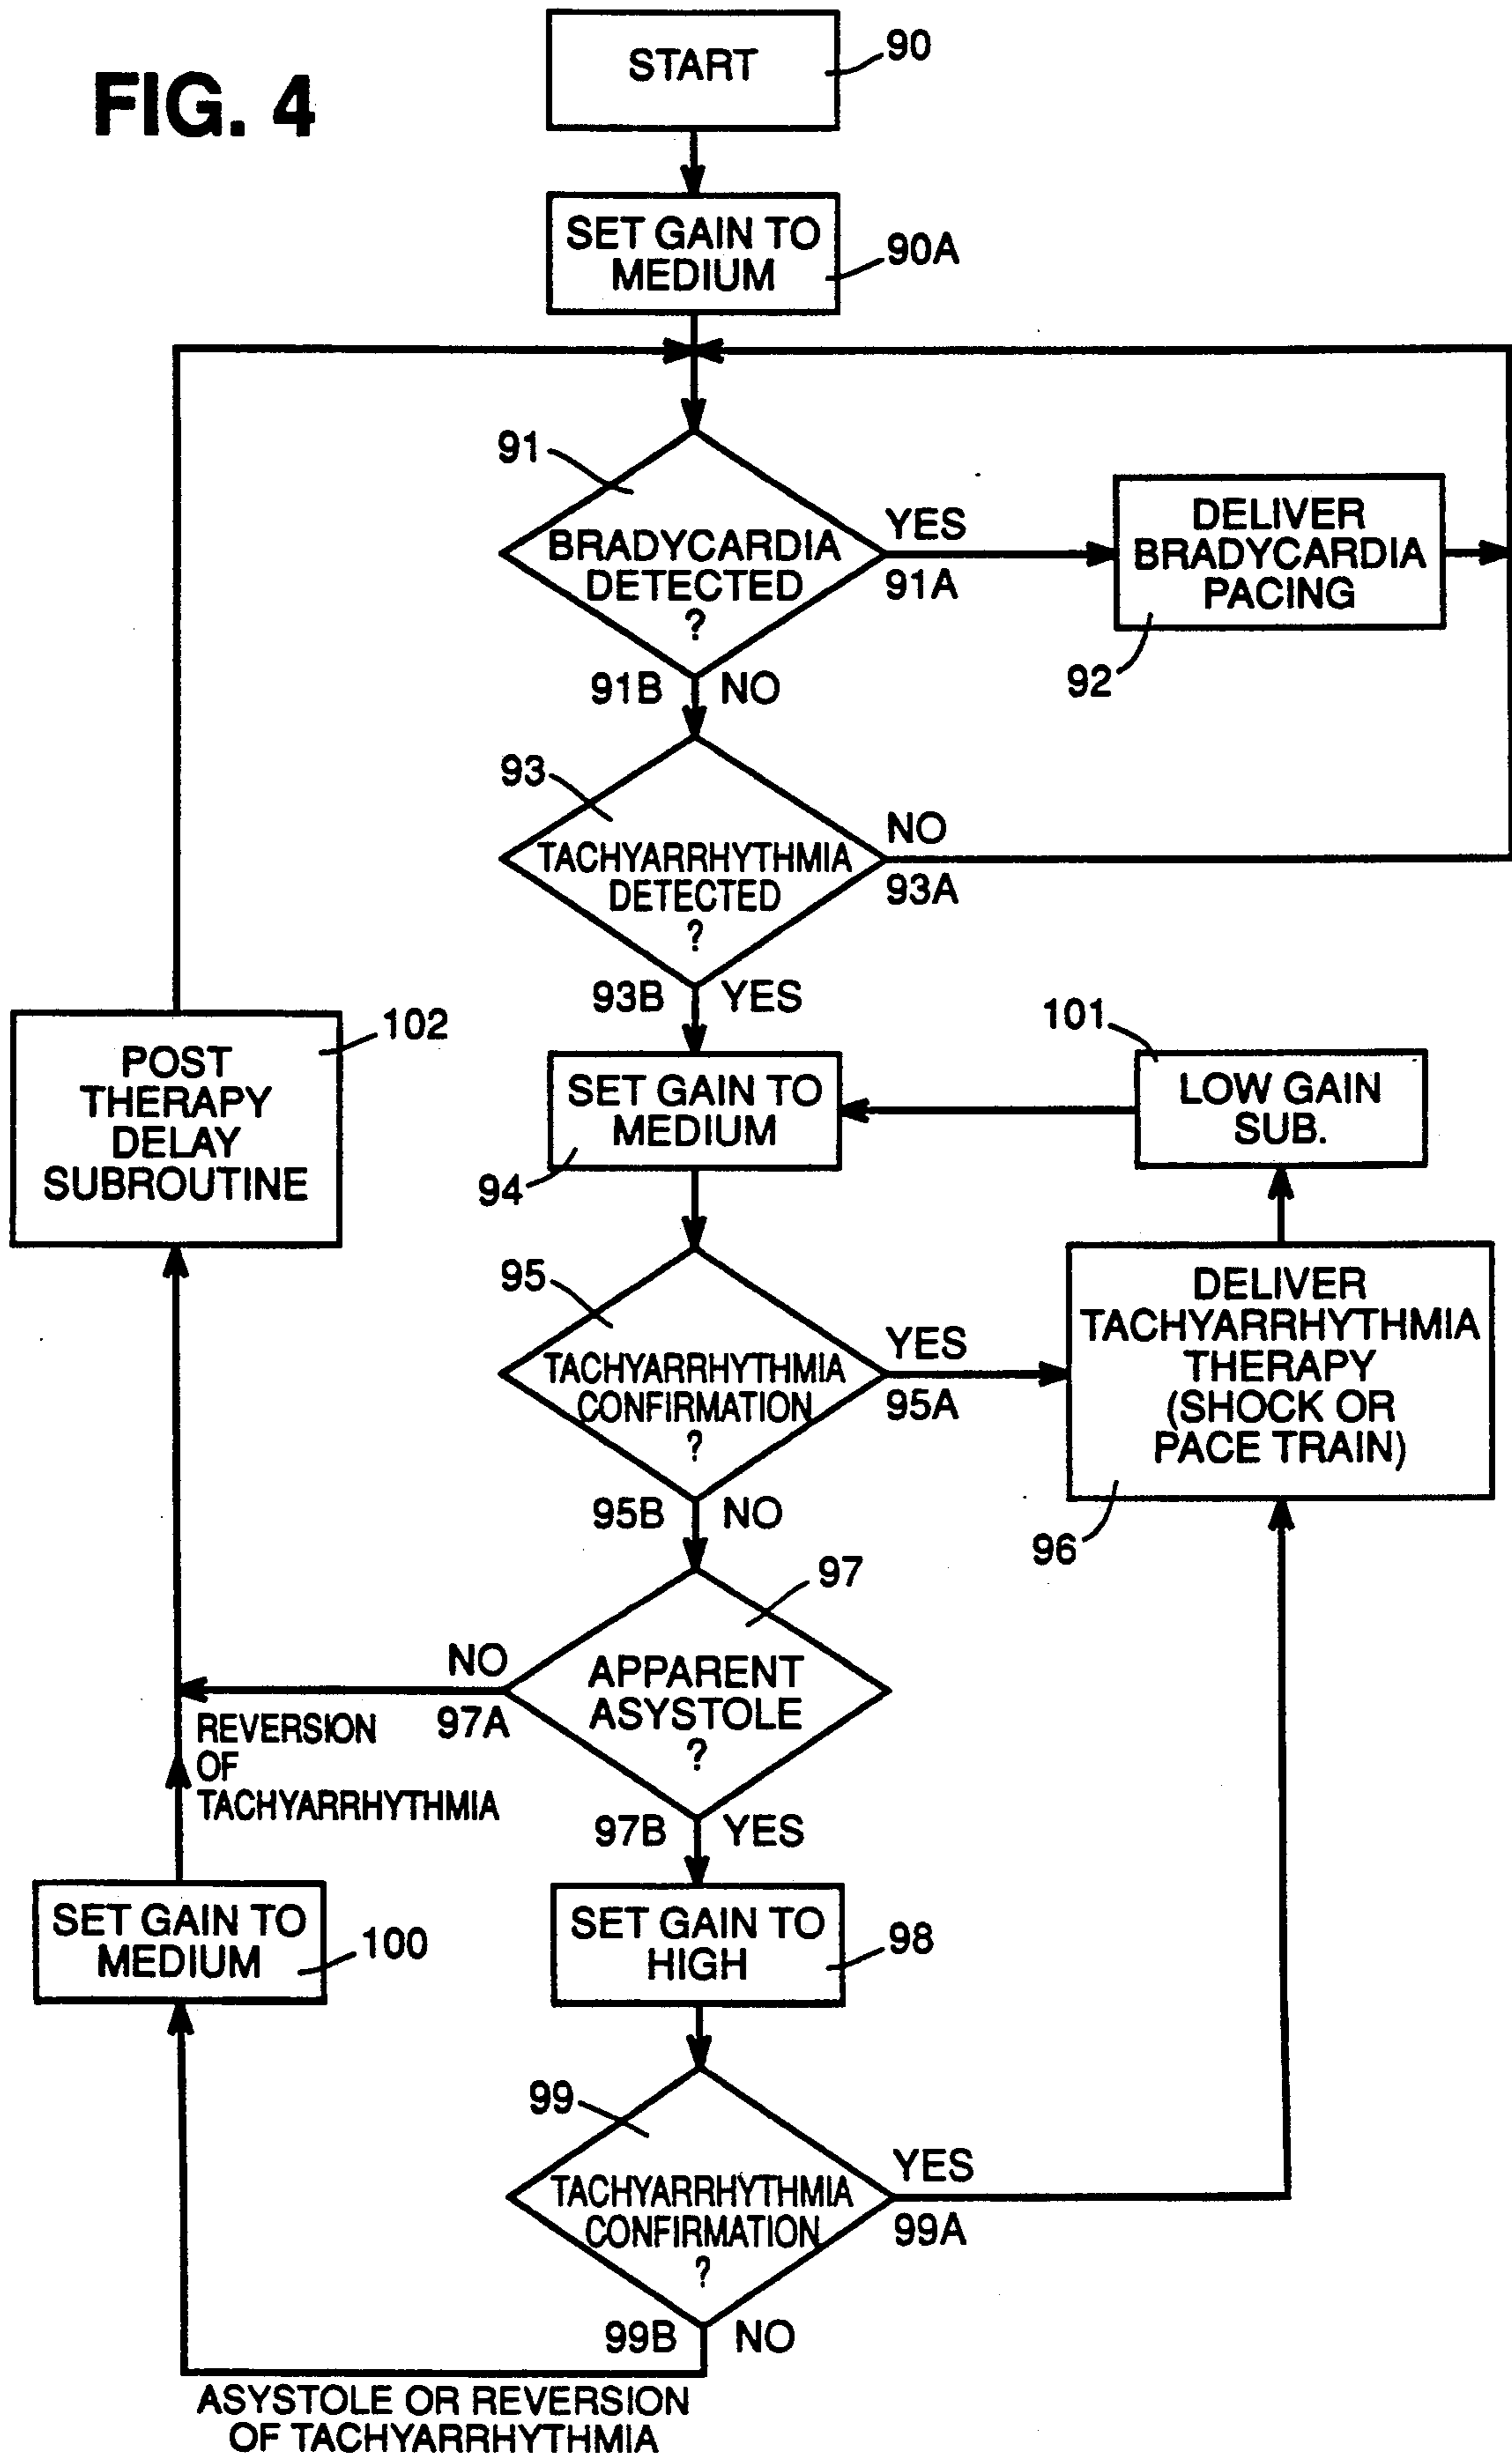 FIG. 4
START
90
SET GAIN TO
MEDIUM
90A
91
BRADYCARDIA
DETECTED
?
YES
91A
DELIVER
BRADYCARDIA
PACING
92
91B NO
93
TACHYARRHYTHMIA
DETECTED
?
NO
93A
93B YES
102
POST
THERAPY
DELAY
SUBROUTINE
SET GAIN TO
MEDIUM
94
101
LOW GAIN
SUB.
95
TACHYARRHYTHMIA
CONFIRMATION
?
YES
95A
DELIVER
TACHYARRHYTHMIA
THERAPY
(SHOCK OR
PACE TRAIN)
96
95B NO
97
APPARENT
ASYSTOLE
?
NO
97A
REVERSION
OF
TACHYARRHYTHMIA
97B YES
SET GAIN TO
MEDIUM
100
SET GAIN TO
HIGH
98
99
TACHYARRHYTHMIA
CONFIRMATION
?
YES
99A
99B NO
ASYSTOLE OR REVERSION
OF TACHYARRHYTHMIA